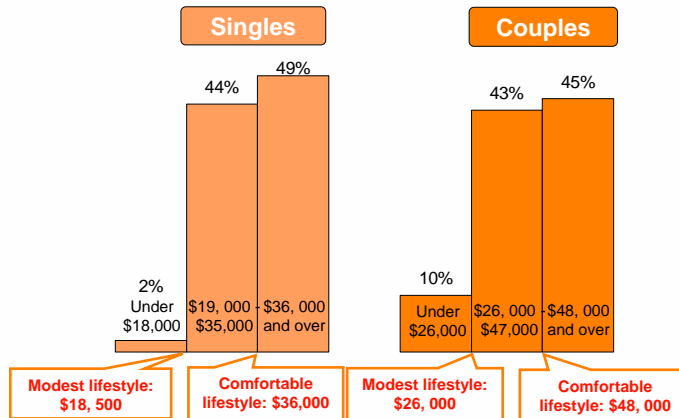 Singles
Couples
49%
44%
2%
Under
$18,000
$19, 000 -
$35,000
$36, 000
and over
45%
43%
10%
Under
$26,000
$26, 000 -
$47,000
$48, 000
and over
Modest lifestyle:
$18, 500
Comfortable
lifestyle: $36,000
Modest lifestyle:
$26, 000
Comfortable
lifestyle: $48, 000